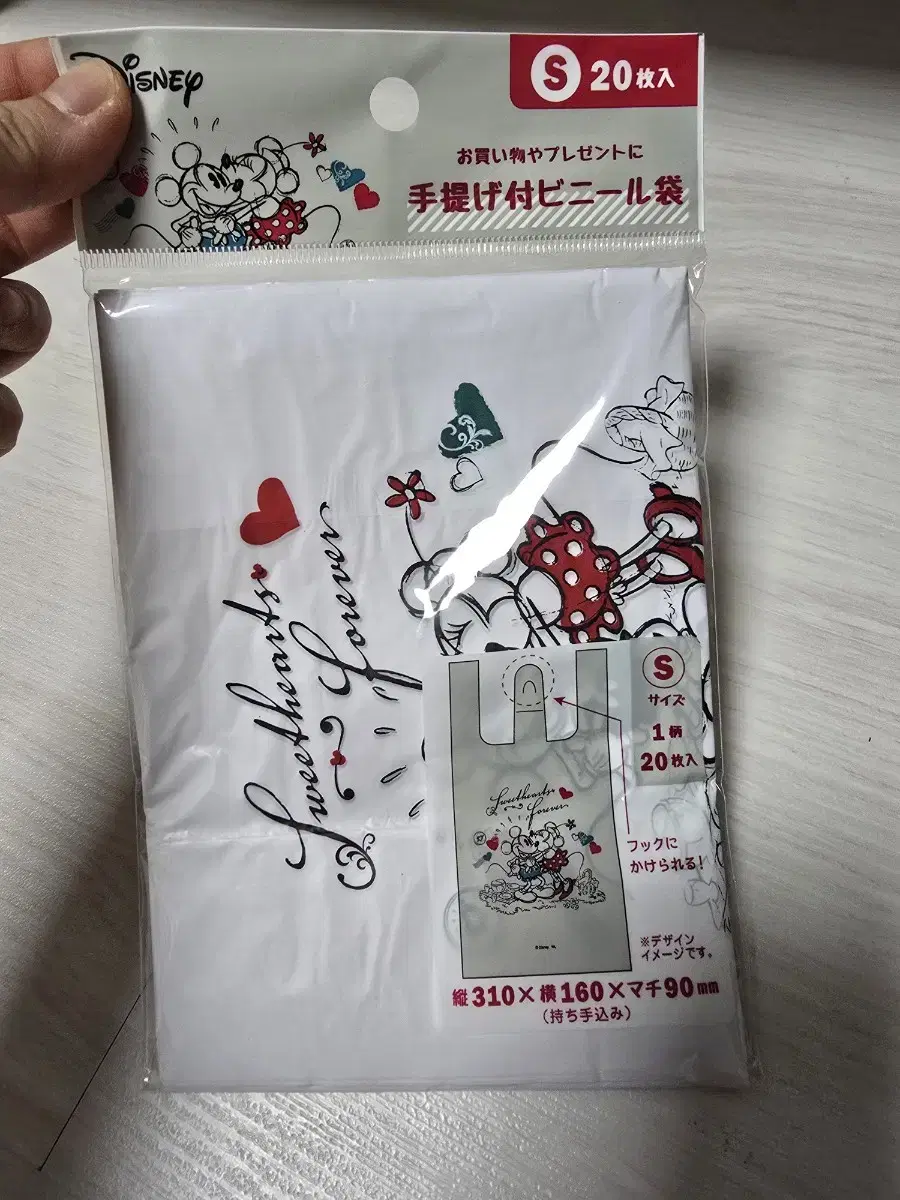 Disney
S 20枚入
お買い物やプレゼントに
手提げ付ビニール袋
Sweethearts
Forever
S
サイズ
1柄
20枚入
Sweethearts
Forever
フックに
かけられる!
※デザイン
イメージです。
©Disney
縦310×横160×マチ90mm
(持ち手込み)